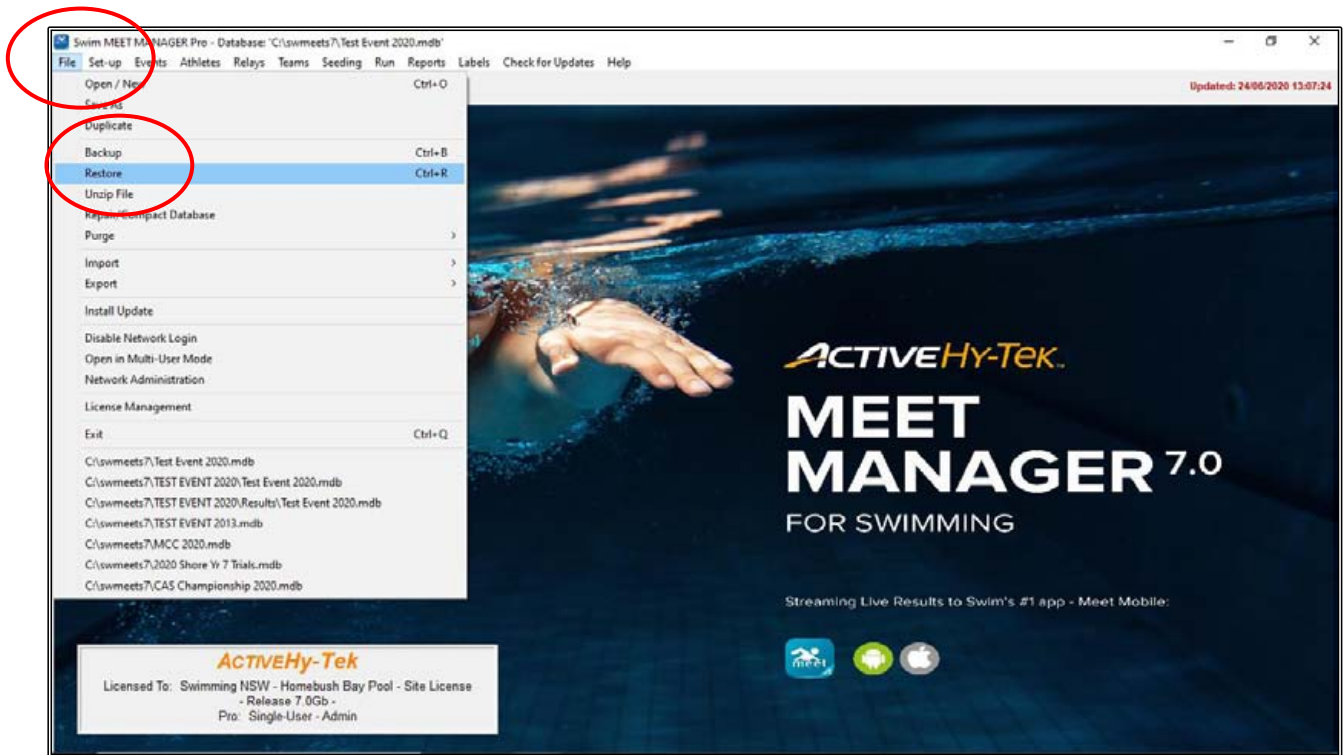 Swim MEET MANAGER Pro - Database: 'C:\swmeets7\Test Event 2020.mdb'
File Set-up Events Athletes Relays Teams Seeding Run Reports Labels Check for Updates Help
Updated: 24/06/2020 13:07:24
Open / New Ctrl+O
Save As
Duplicate
Backup Ctrl+B
Restore Ctrl+R
Unzip File
Repair/Compact Database
Purge
Import
Export
Install Update
Disable Network Login
Open in Multi-User Mode
Network Administration
License Management
Exit Ctrl+Q
C:\swmeets7\Test Event 2020.mdb
C:\swmeets7\TEST EVENT 2020\Test Event 2020.mdb
C:\swmeets7\TEST EVENT 2020\Results\Test Event 2020.mdb
C:\swmeets7\TEST EVENT 2013.mdb
C:\swmeets7\MCC 2020.mdb
C:\swmeets7\2020 Shore Yr 7 Trials.mdb
C:\swmeets7\CAS Championship 2020.mdb
ACTIVEHY-TEK
MEET
MANAGER 7.0
FOR SWIMMING
Streaming Live Results to Swim's #1 app - Meet Mobile:
meet
ACTIVEHy-Tek
Licensed To: Swimming NSW - Homebush Bay Pool - Site License
- Release 7.0Gb -
Pro: Single-User - Admin